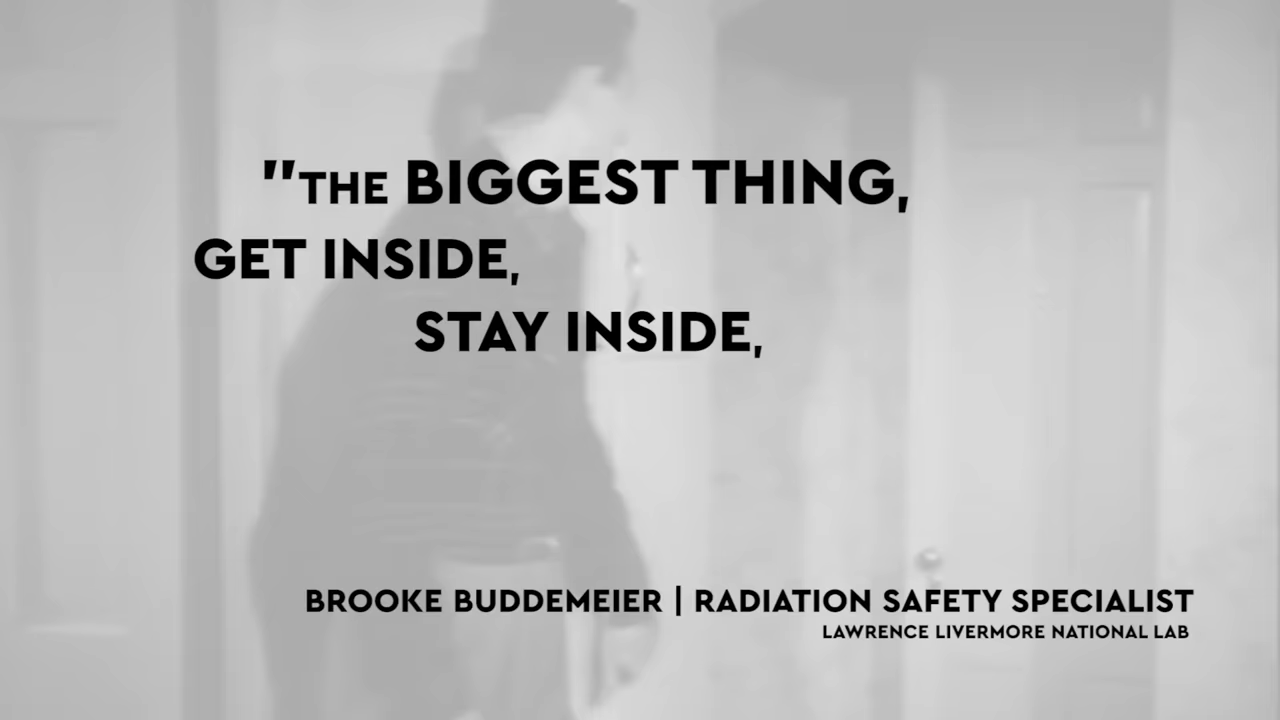 "THE BIGGEST THING,
GET INSIDE,
STAY INSIDE,
BROOKE BUDDEMEIER | RADIATION SAFETY SPECIALIST
LAWRENCE LIVERMORE NATIONAL LAB